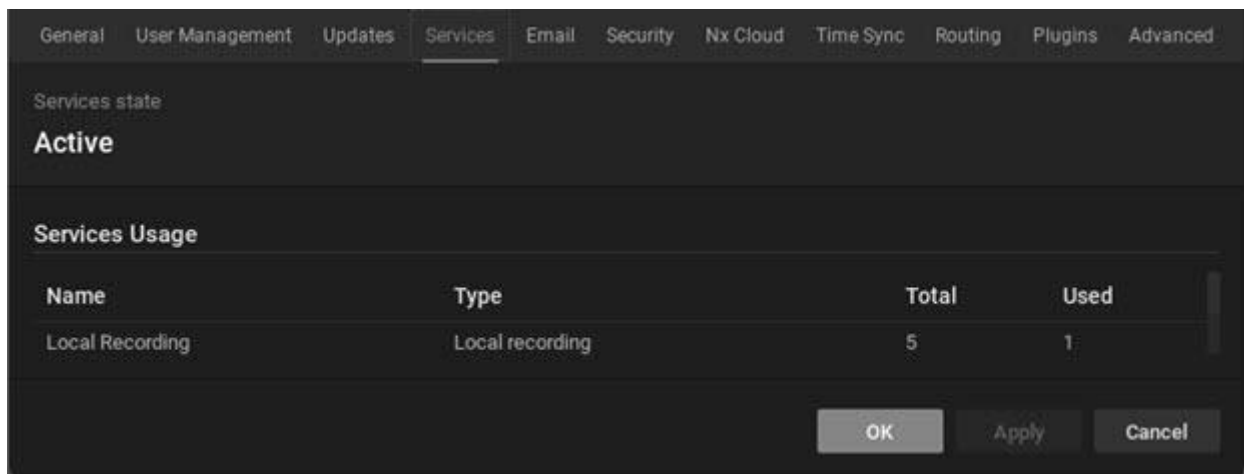 General User Management Updates Services Email Security Nx Cloud Time Sync Routing Plugins Advanced
Services state
Active
Services Usage
Name Type Total Used
Local Recording Local recording 5 1
OK Apply Cancel